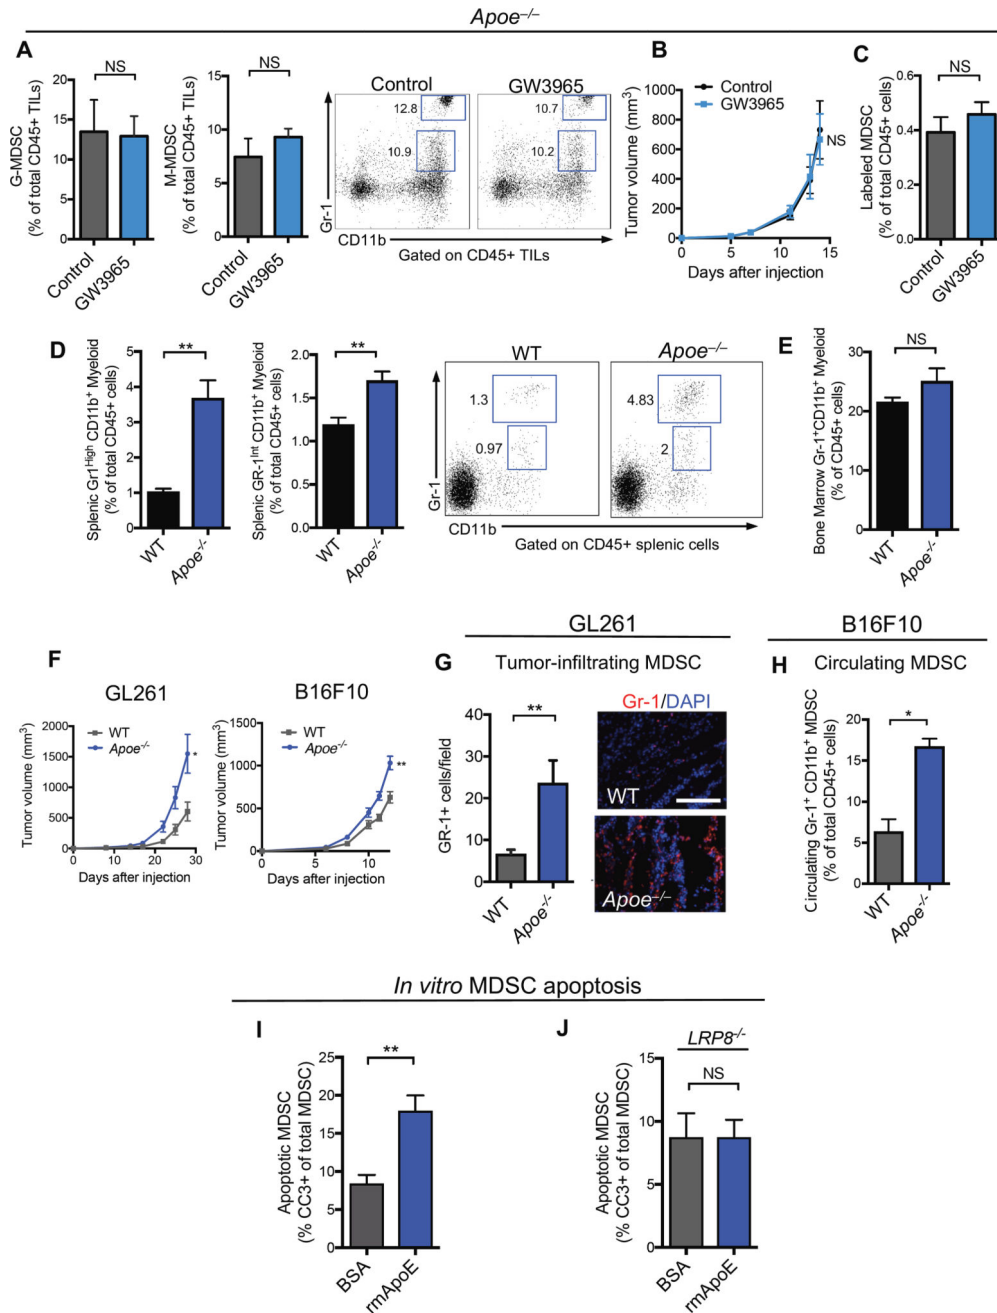 Apoe–/–
A
G-MDSC
(% of total CD45+ TILs)
20
15
10
5
0
NS
Control
GW3965
M-MDSC
(% of total CD45+ TILs)
15
10
5
0
NS
Control
GW3965
Control
GW3965
12.8
10.9
10.7
10.2
Gr-1
CD11b
Gated on CD45+ TILs
B
Tumor volume (mm3)
1000
800
600
400
200
0
Control
GW3965
NS
0 5 10 15
Days after injection
C
Labeled MDSC
(% of total CD45+ cells)
0.6
0.4
0.2
0.0
NS
Control
GW3965
D
Splenic Gr1High CD11b+ Myeloid
(% of total CD45+ cells)
5
4
3
2
1
0
**
WT
Apoe-/-
Splenic GR-1Int CD11b+ Myeloid
(% of total CD45+ cells)
2.0
1.5
1.0
0.5
0.0
**
WT
Apoe-/-
WT
Apoe–/–
1.3
0.97
4.83
2
Gr-1
CD11b
Gated on CD45+ splenic cells
E
Bone Marrow Gr-1+CD11b+ Myeloid
(% of CD45+ cells)
30
20
10
0
NS
WT
Apoe-/-
F
GL261
Tumor volume (mm3)
2000
1500
1000
500
0
WT
Apoe-/-
*
0 10 20 30
Days after injection
B16F10
Tumor volume (mm3)
1500
1000
500
0
WT
Apoe-/-
**
0 5 10
Days after injection
GL261
G
Tumor-infiltrating MDSC
GR-1+ cells/field
40
30
20
10
0
**
WT
Apoe-/-
Gr-1/DAPI
WT
Apoe–/–
B16F10
H
Circulating MDSC
Circulating Gr-1+ CD11b+ MDSC
(% of total CD45+ cells)
20
15
10
5
0
*
WT
Apoe-/-
In vitro MDSC apoptosis
I
Apoptotic MDSC
(% CC3+ of total MDSC)
25
20
15
10
5
0
**
BSA
rmApoE
J
LRP8-/-
Apoptotic MDSC
(% CC3+ of total MDSC)
15
10
5
0
NS
BSA
rmApoE